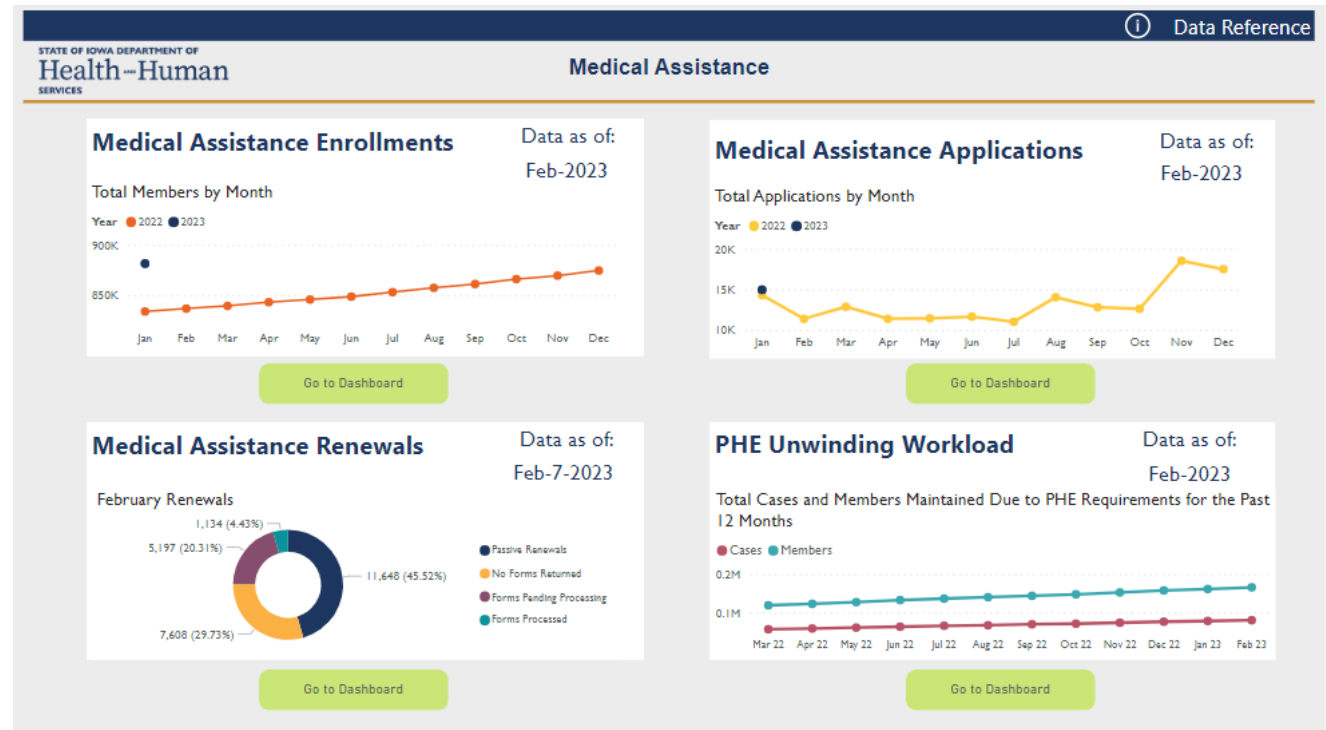 Data Reference
STATE OF IOWA DEPARTMENT OF
Health AND Human
SERVICES
Medical Assistance
Medical Assistance Enrollments
Data as of:
Feb-2023
Total Members by Month
Year 2022 2023
900K
850K
Jan Feb Mar Apr May Jun Jul Aug Sep Oct Nov Dec
Go to Dashboard
Medical Assistance Applications
Data as of:
Feb-2023
Total Applications by Month
Year 2022 2023
20K
15K
10K
Jan Feb Mar Apr May Jun Jul Aug Sep Oct Nov Dec
Go to Dashboard
Medical Assistance Renewals
Data as of:
Feb-7-2023
February Renewals
1,134 (4.43%)
5,197 (20.31%)
11,648 (45.52%)
7,608 (29.73%)
Passive Renewals
No Forms Returned
Forms Pending Processing
Forms Processed
Go to Dashboard
PHE Unwinding Workload
Data as of:
Feb-2023
Total Cases and Members Maintained Due to PHE Requirements for the Past
12 Months
Cases Members
0.2M
0.1M
Mar 22 Apr 22 May 22 Jun 22 Jul 22 Aug 22 Sep 22 Oct 22 Nov 22 Dec 22 Jan 23 Feb 23
Go to Dashboard